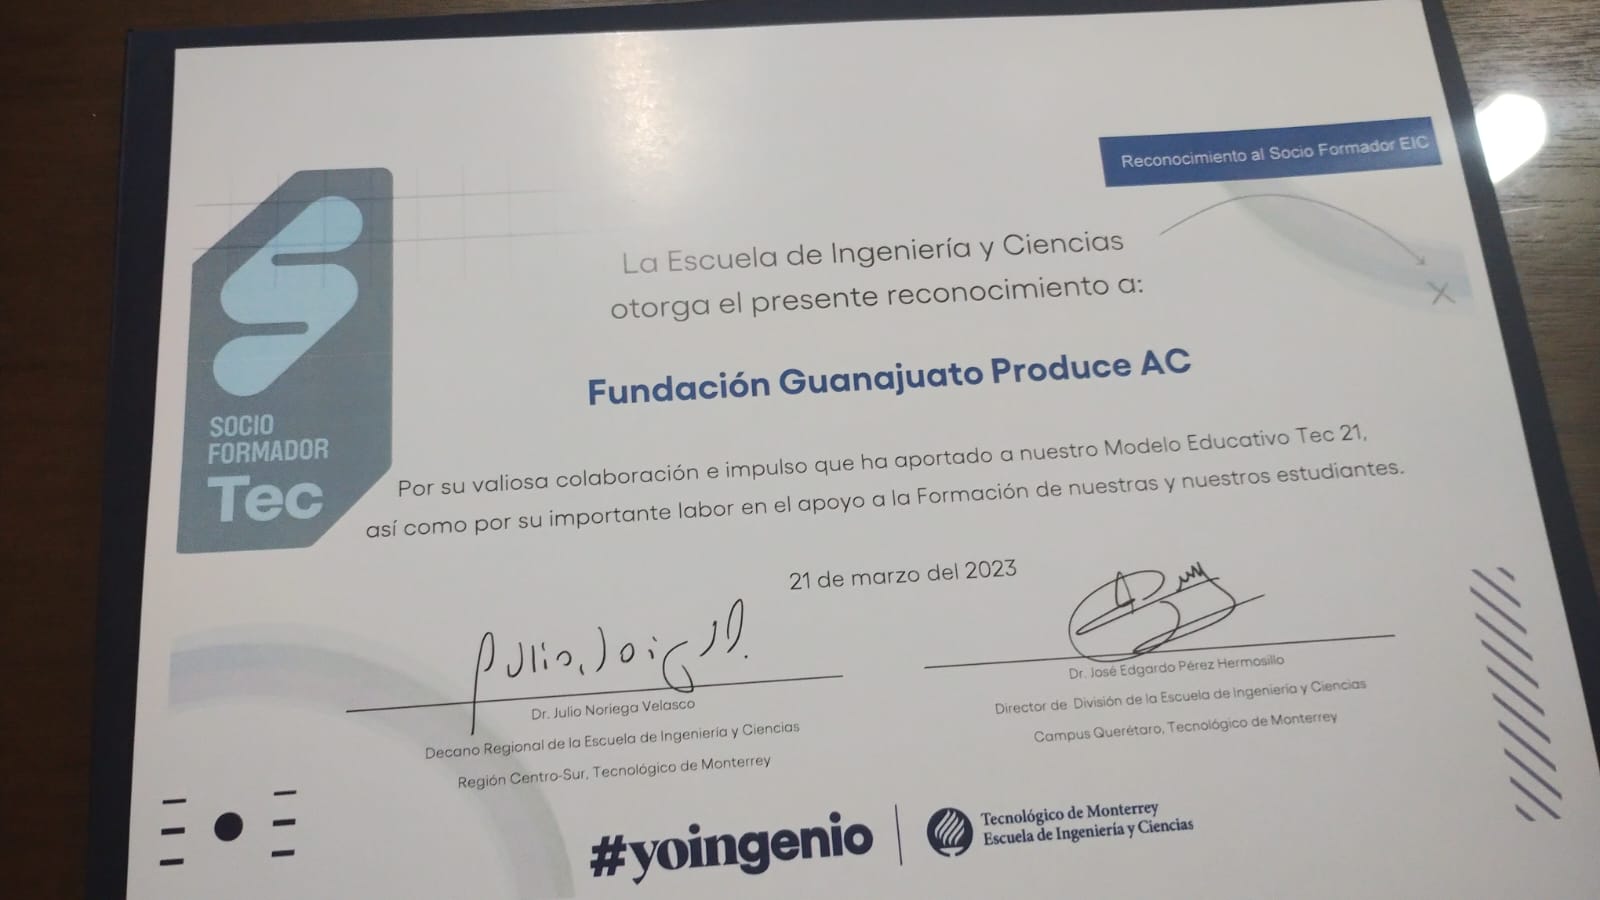 Reconocimiento al Socio Formador EIC
La Escuela de Ingeniería y Ciencias
otorga el presente reconocimiento a:
Fundación Guanajuato Produce AC
SOCIO
FORMADOR
Tec
Por su valiosa colaboración e impulso que ha aportado a nuestro Modelo Educativo Tec 21,
así como por su importante labor en el apoyo a la Formación de nuestras y nuestros estudiantes.
21 de marzo del 2023
Dr. Julio Noriega Velasco
Decano Regional de la Escuela de Ingeniería y Ciencias
Región Centro-Sur, Tecnológico de Monterrey
Dr. José Edgardo Pérez Hermosillo
Director de División de la Escuela de Ingeniería y Ciencias
Campus Querétaro, Tecnológico de Monterrey
#yoingenio
Tecnológico de Monterrey
Escuela de Ingeniería y Ciencias